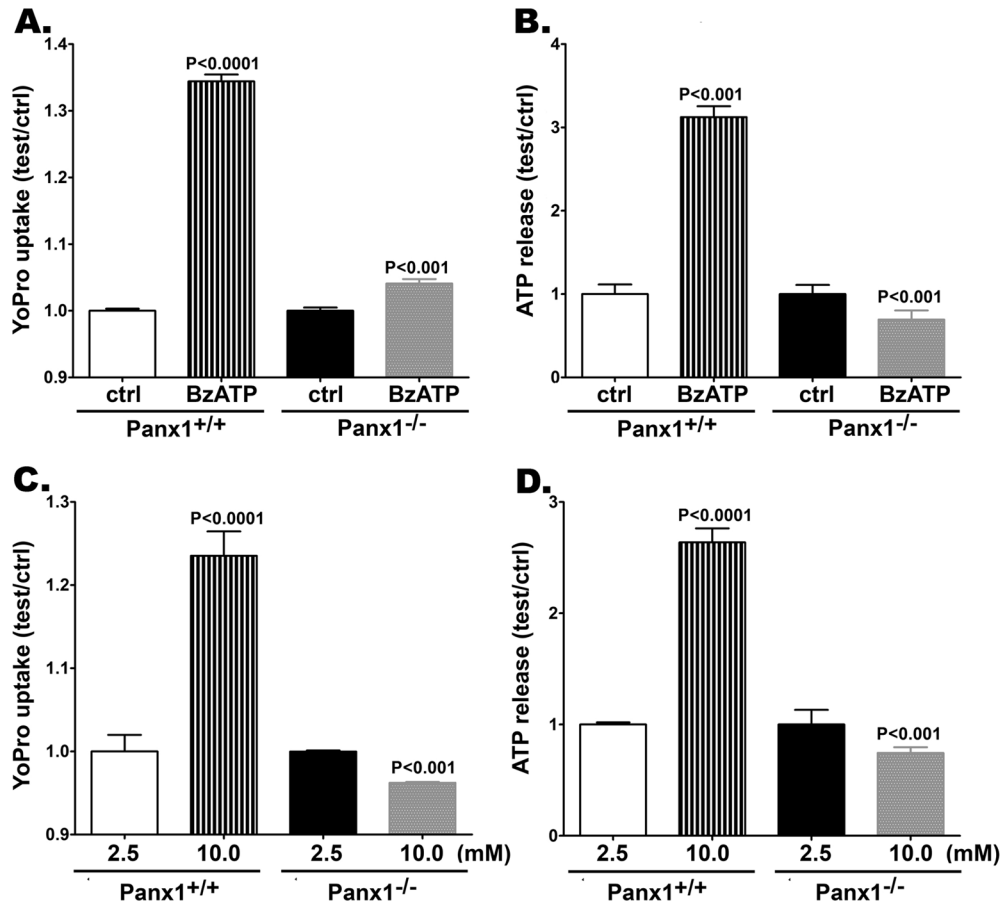 A.
YoPro uptake (test/ctrl)
1.4
1.3
1.2
1.1
1.0
0.9
P<0.0001
P<0.001
ctrl BzATP ctrl BzATP
Panx1+/+ Panx1-/-
B.
ATP release (test/ctrl)
4
3
2
1
0
P<0.001
P<0.001
ctrl BzATP ctrl BzATP
Panx1+/+ Panx1-/-
C.
YoPro uptake (test/ctrl)
1.3
1.2
1.1
1.0
0.9
P<0.0001
P<0.001
2.5 10.0 2.5 10.0 (mM)
Panx1+/+ Panx1-/-
D.
ATP release (test/ctrl)
3
2
1
0
P<0.0001
P<0.001
2.5 10.0 2.5 10.0 (mM)
Panx1+/+ Panx1-/-